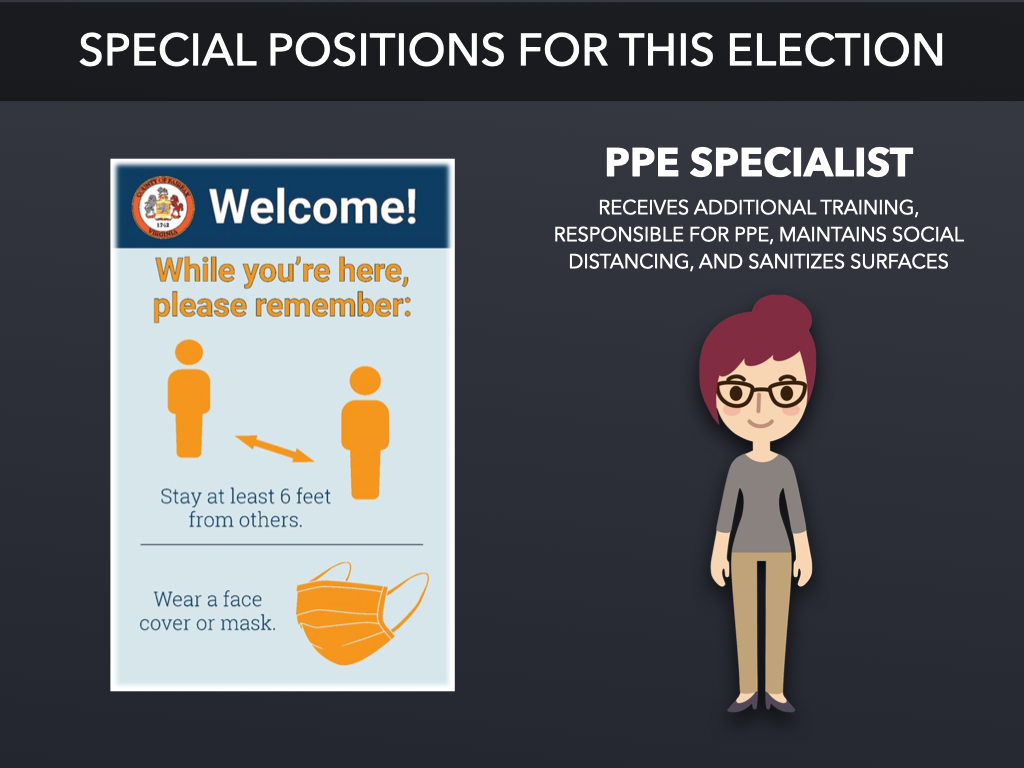 SPECIAL POSITIONS FOR THIS ELECTION
COUNTY OF FAIRFAX
1742
VIRGINIA
Welcome!
While you're here,
please remember:
Stay at least 6 feet
from others.
Wear a face
cover or mask.
PPE SPECIALIST
RECEIVES ADDITIONAL TRAINING,
RESPONSIBLE FOR PPE, MAINTAINS SOCIAL
DISTANCING, AND SANITIZES SURFACES